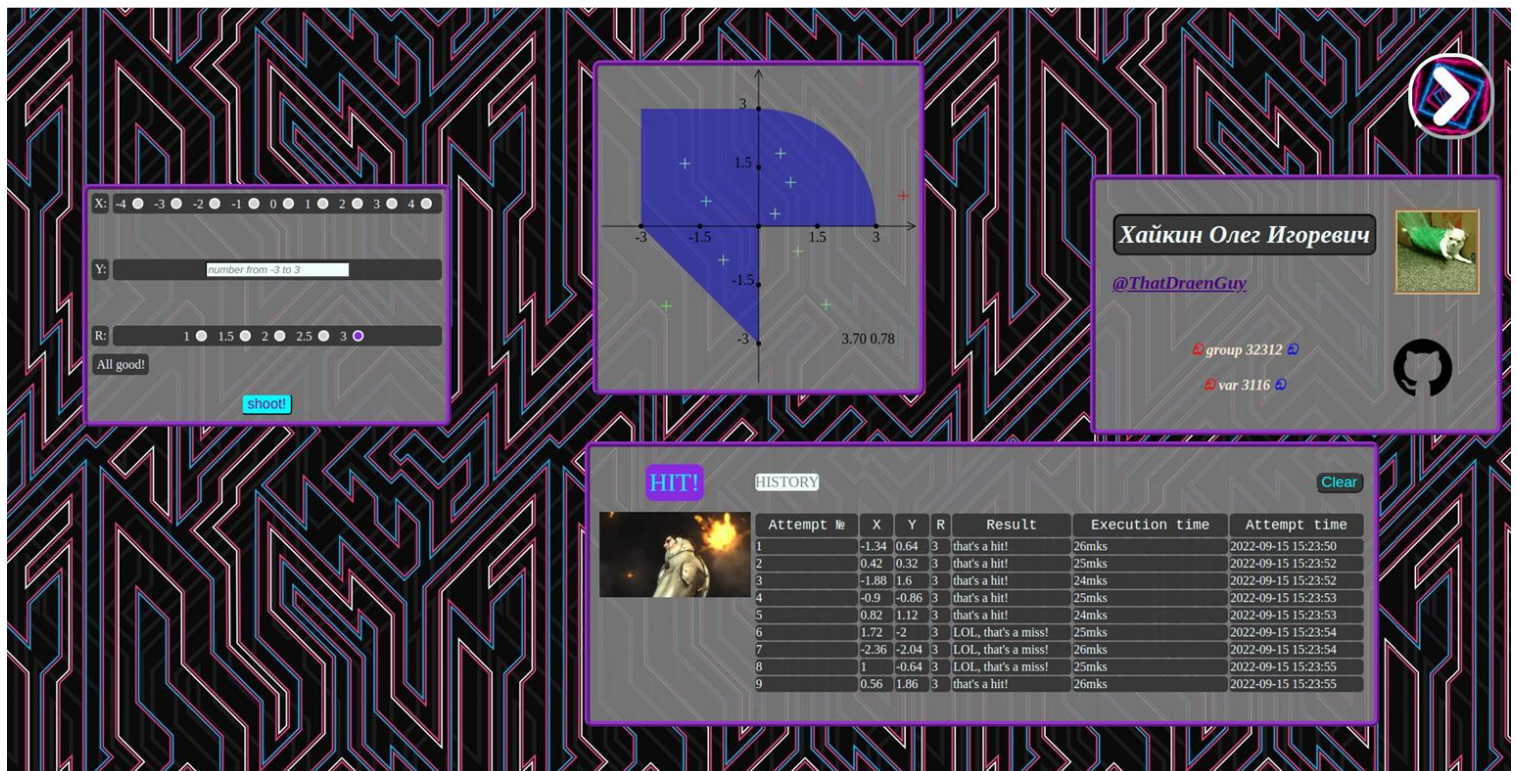 X: -4 -3 -2 -1 0 1 2 3 4
Y: number from -3 to 3
R: 1 1.5 2 2.5 3
All good!
shoot!
3
1.5
-3 -1.5 1.5 3
-1.5
-3
3.70 0.78
Хайкин Олег Игоревич
@ThatDraenGuy
group 32312
var 3116
HIT!
HISTORY
Clear
Attempt № X Y R Result Execution time Attempt time
1 -1.34 0.64 3 that's a hit! 26mks 2022-09-15 15:23:50
2 0.42 0.32 3 that's a hit! 25mks 2022-09-15 15:23:52
3 -1.88 1.6 3 that's a hit! 24mks 2022-09-15 15:23:52
4 -0.9 -0.86 3 that's a hit! 25mks 2022-09-15 15:23:53
5 0.82 1.12 3 that's a hit! 24mks 2022-09-15 15:23:53
6 1.72 -2 3 LOL, that's a miss! 25mks 2022-09-15 15:23:54
7 -2.36 -2.04 3 LOL, that's a miss! 26mks 2022-09-15 15:23:54
8 1 -0.64 3 LOL, that's a miss! 25mks 2022-09-15 15:23:55
9 0.56 1.86 3 that's a hit! 26mks 2022-09-15 15:23:55